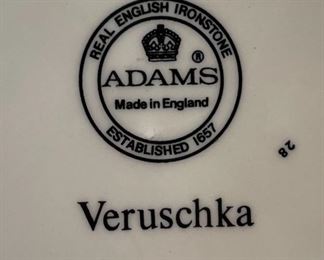 REAL ENGLISH IRONSTONE
ADAMS ®
Made in England
ESTABLISHED 1657
28
Veruschka